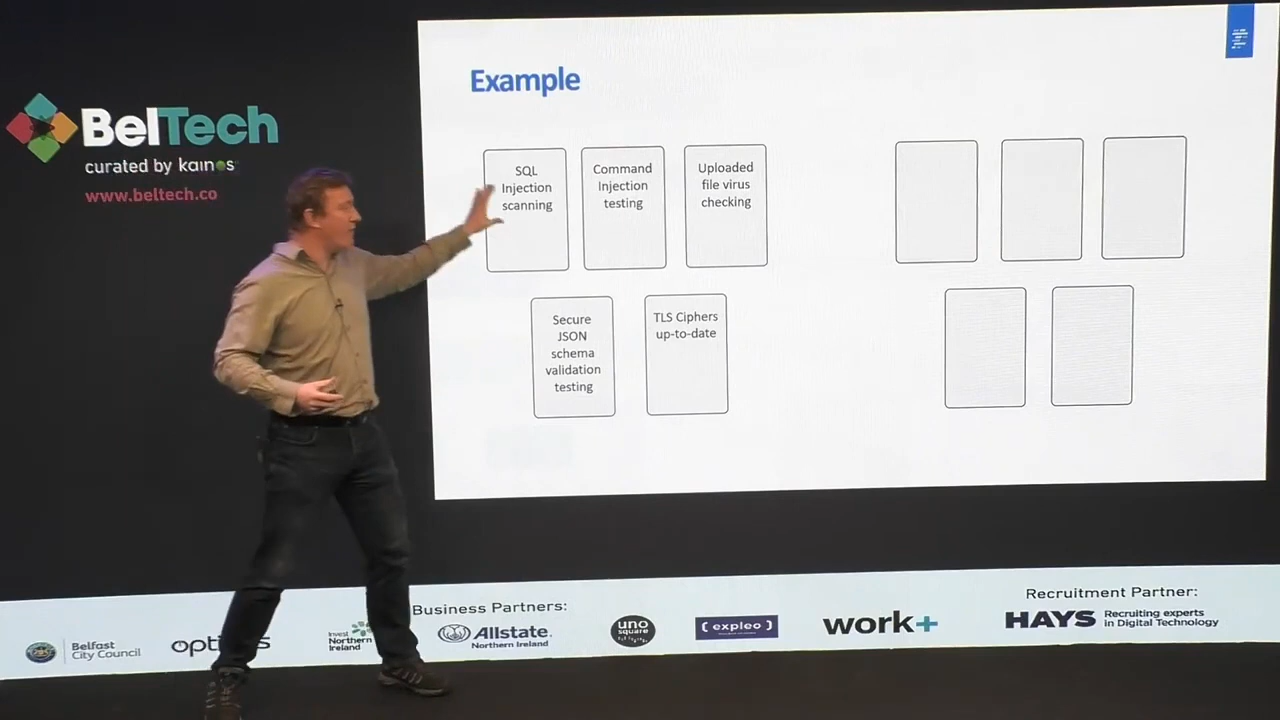 BelTech
curated by kainos
www.beltech.co
Example
SQL
Injection
scanning
Command
Injection
testing
Uploaded
file virus
checking
Secure
JSON
schema
validation
testing
TLS Ciphers
up-to-date
Business Partners:
Recruitment Partner:
Belfast
City Council
Invest
Northern
Ireland
Allstate.
Northern Ireland
uno
square
[expleo]
work+
HAYS
Recruiting experts
in Digital Technology